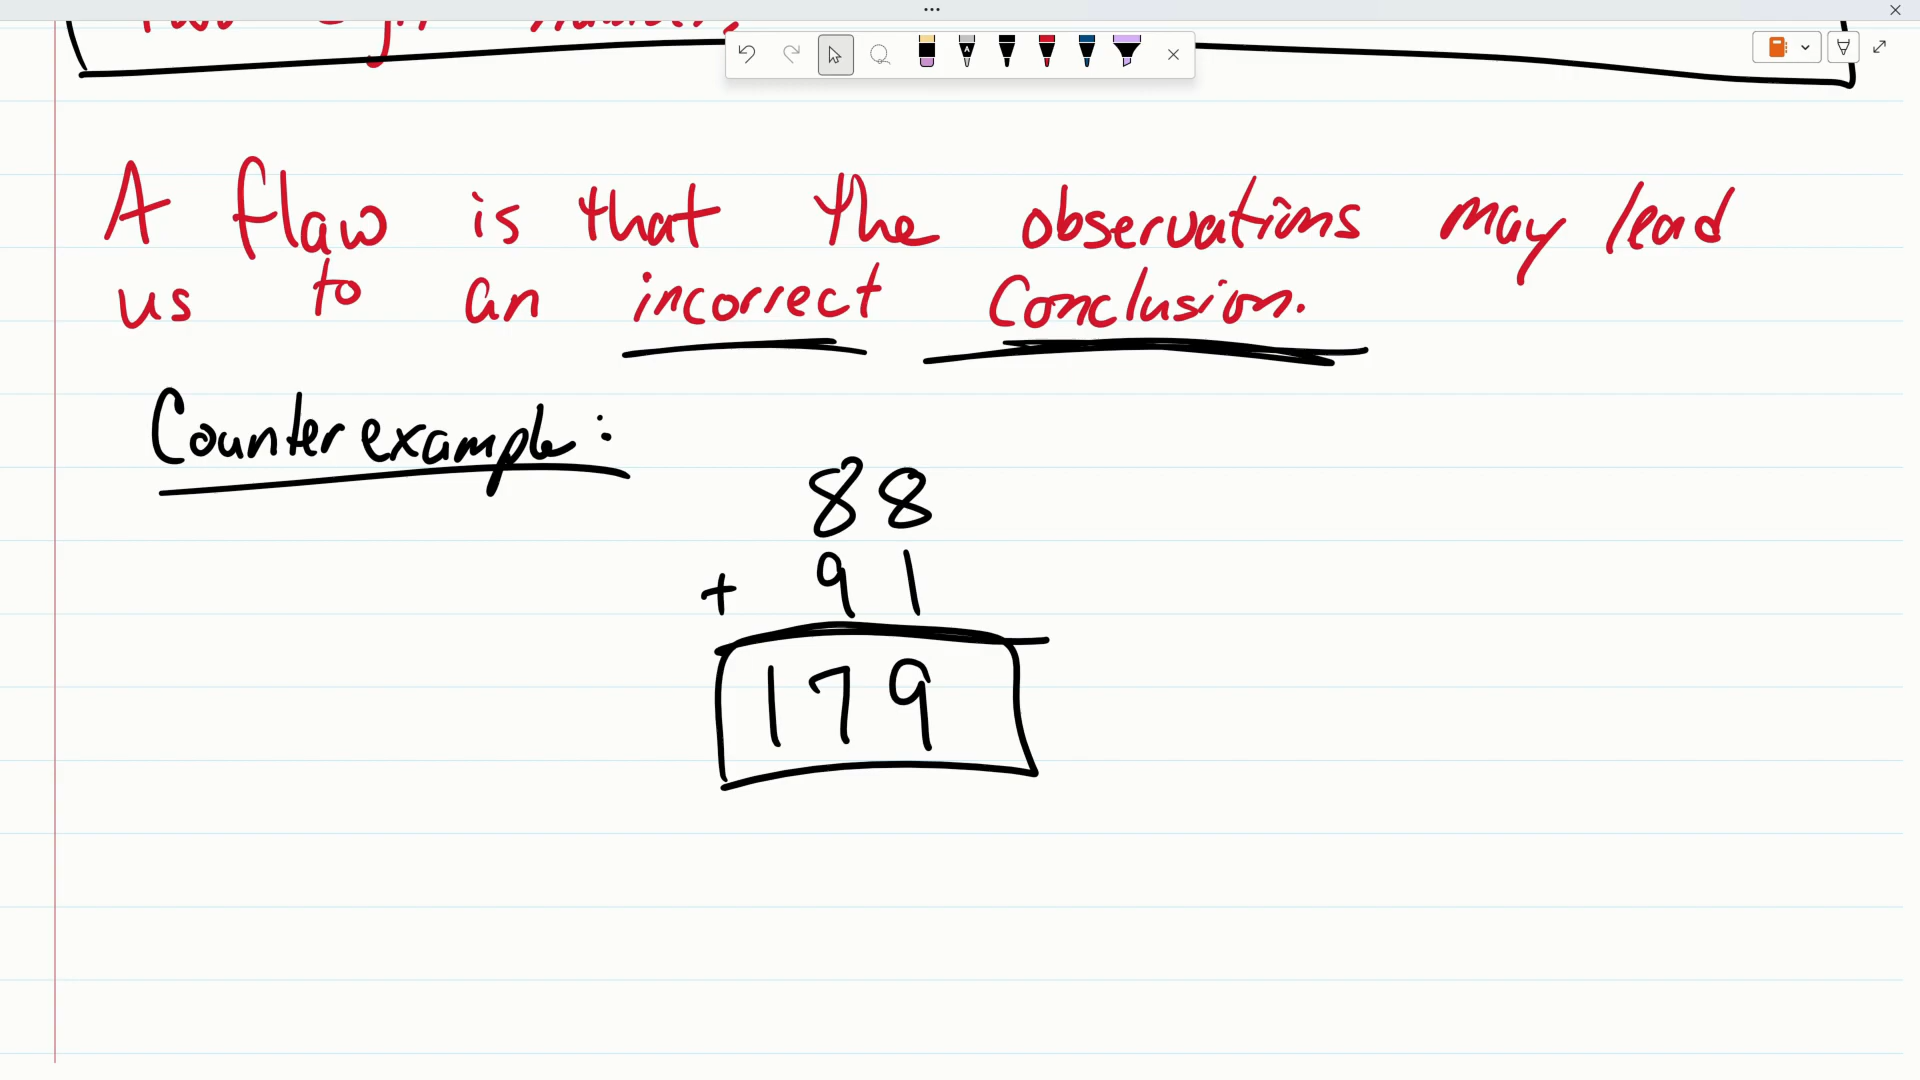 A flaw is that the observations may lead
us to an incorrect Conclusion.
Counterexample:
88
+ 91
179